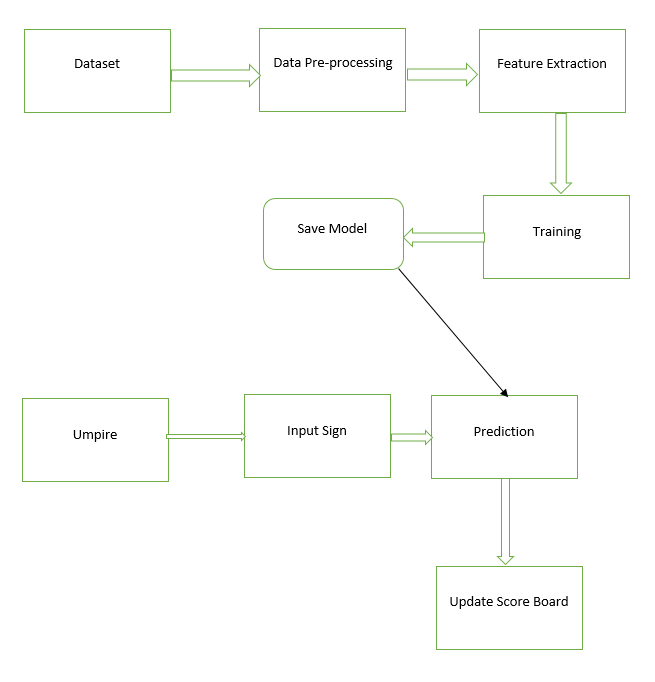 Dataset
Data Pre-processing
Feature Extraction
Save Model
Training
Umpire
Input Sign
Prediction
Update Score Board